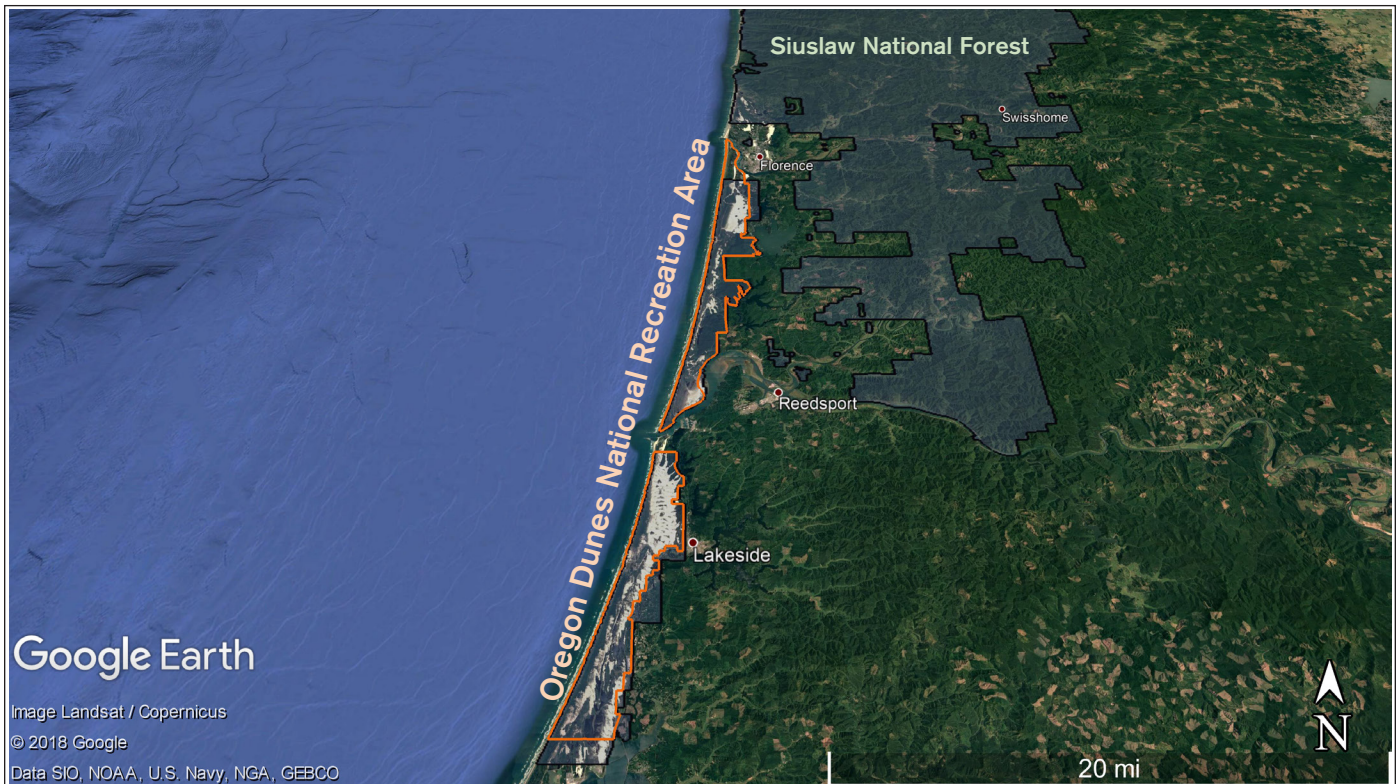 Siuslaw National Forest
Swisshome
Florence
Oregon Dunes National Recreation Area
Reedsport
Lakeside
Google Earth
Image Landsat / Copernicus
© 2018 Google
Data SIO, NOAA, U.S. Navy, NGA, GEBCO
N
20 mi